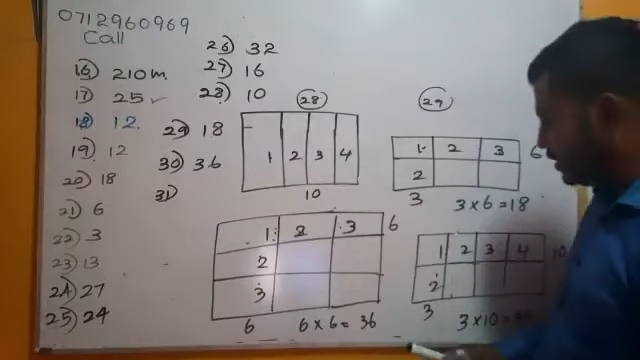 0712960969
Call
16) 210m
17) 25
18) 12
19) 12
20) 18
21) 6
22) 3
23) 13
24) 27
25) 24
26) 32
27) 16
28) 10
29) 18
30) 36
31)
28
1 2 3 4
10
29
1 2 3 6
2
3 3 × 6 = 18
1 2 3 6
2
3
6 6 × 6 = 36
1 2 3 4 10
2
3 3 × 10 =